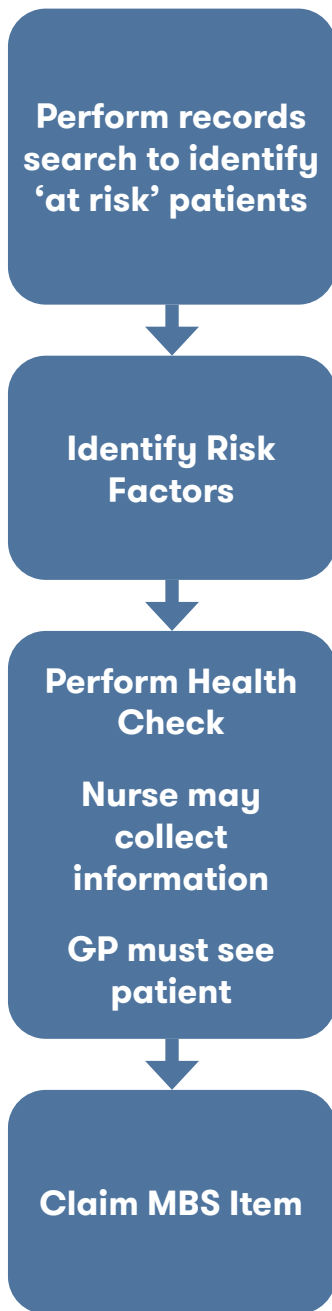 Perform records
search to identify
‘at risk’ patients
Identify Risk
Factors
Perform Health
Check
Nurse may
collect
information
GP must see
patient
Claim MBS Item